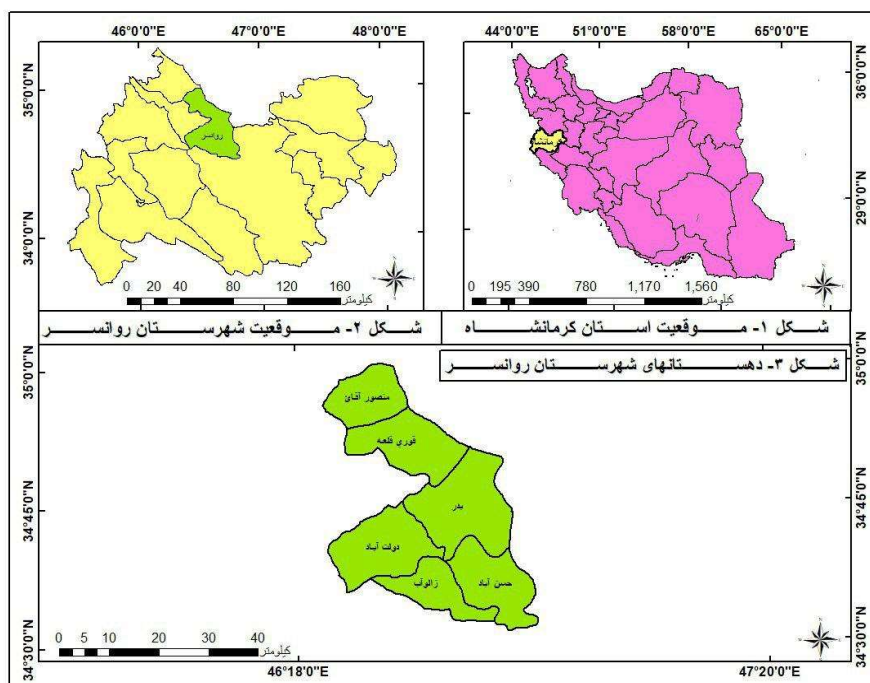 46°0'0"E 47°0'0"E 48°0'0"E
44°0'0"E 51°0'0"E 58°0'0"E 65°0'0"E
35°0'0"N
34°0'0"N
36°0'0"N
29°0'0"N
روانسر
0 20 40 80 120 160
کیلومتر
0 195 390 780 1,170 1,560
کیلومتر
شکل ۱- موقعیت استان کرمانشاه
شکل ۲- موقعیت شهرستان روانسر
شکل ۳- دهستانهای شهرستان روانسر
35°0'0"N
34°45'0"N
34°30'0"N
35°0'0"N
34°45'0"N
34°30'0"N
منصور آقائ
قوري قلعه
بدر
دولت آباد
حسن آباد
زالوآب
0 5 10 20 30 40
کیلومتر
46°18'0"E 47°20'0"E